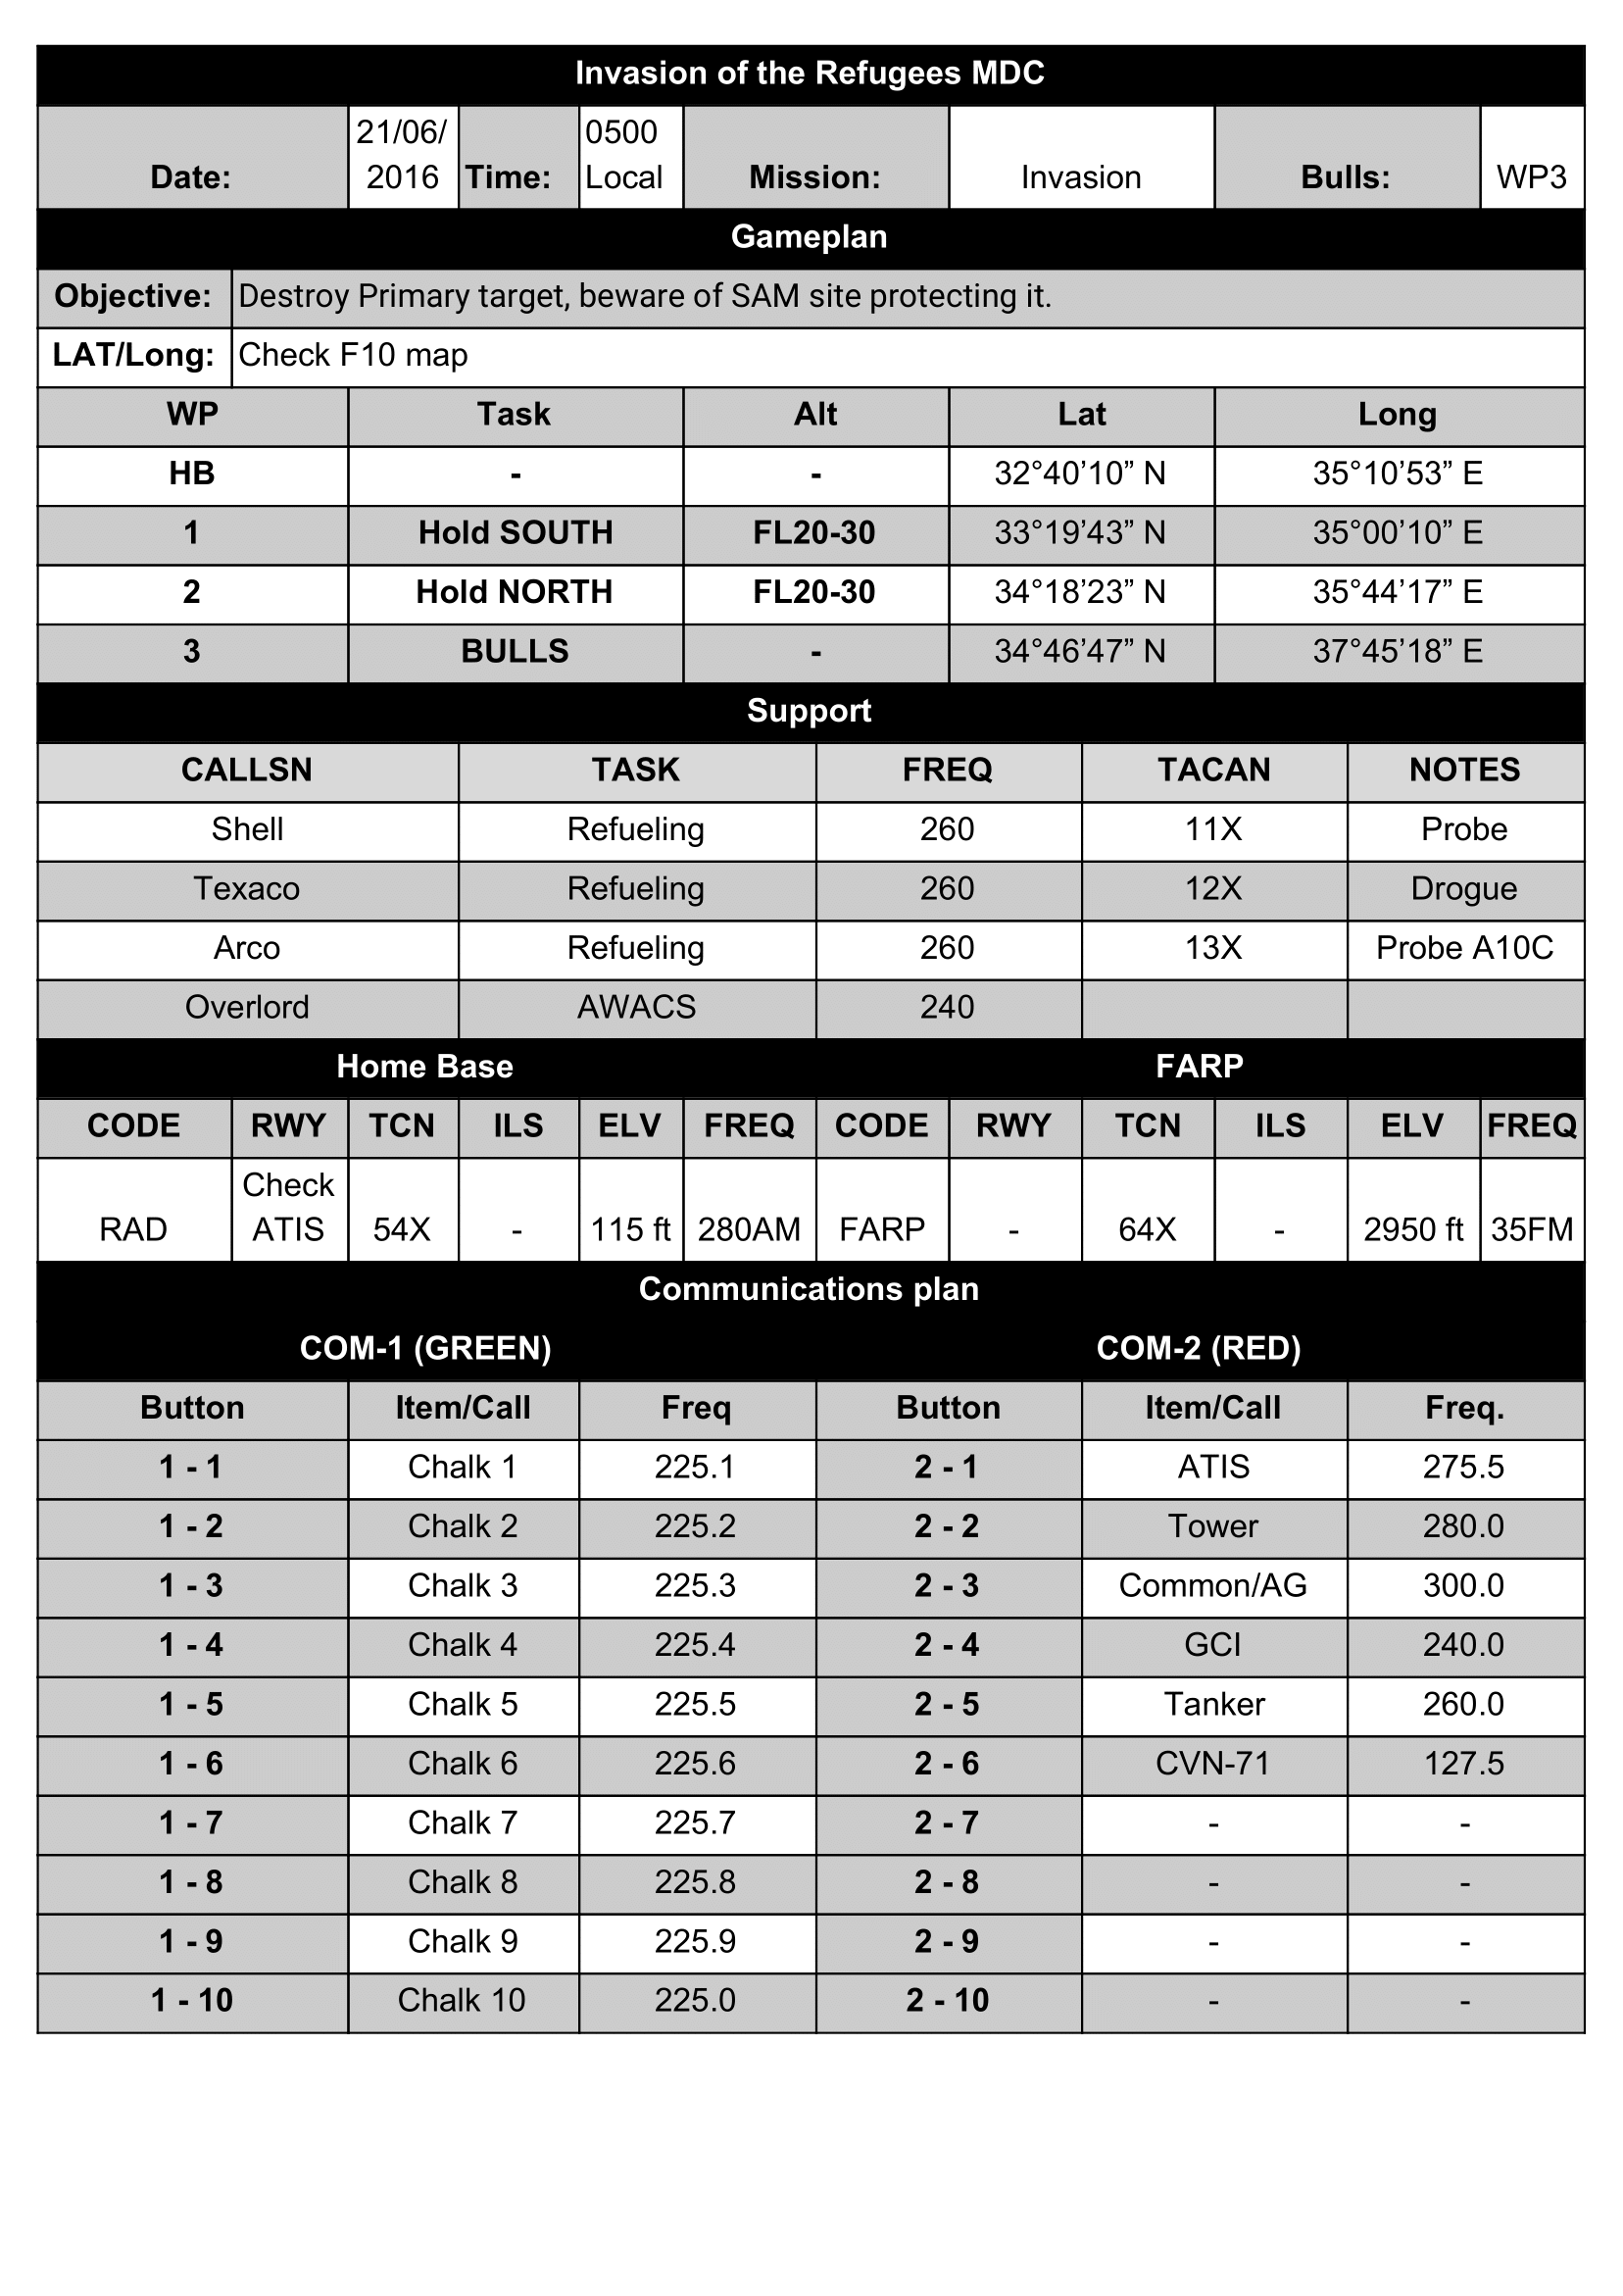 Invasion of the Refugees MDC
Date: 21/06/2016 Time: 0500 Local Mission: Invasion Bulls: WP3
Gameplan
Objective: Destroy Primary target, beware of SAM site protecting it.
LAT/Long: Check F10 map
WP Task Alt Lat Long
HB - - 32°40’10” N 35°10’53” E
1 Hold SOUTH FL20-30 33°19’43” N 35°00’10” E
2 Hold NORTH FL20-30 34°18’23” N 35°44’17” E
3 BULLS - 34°46’47” N 37°45’18” E
Support
CALLSN TASK FREQ TACAN NOTES
Shell Refueling 260 11X Probe
Texaco Refueling 260 12X Drogue
Arco Refueling 260 13X Probe A10C
Overlord AWACS 240
Home Base FARP
CODE RWY TCN ILS ELV FREQ CODE RWY TCN ILS ELV FREQ
RAD Check ATIS 54X - 115 ft 280AM FARP - 64X - 2950 ft 35FM
Communications plan
COM-1 (GREEN) COM-2 (RED)
Button Item/Call Freq Button Item/Call Freq.
1 - 1 Chalk 1 225.1 2 - 1 ATIS 275.5
1 - 2 Chalk 2 225.2 2 - 2 Tower 280.0
1 - 3 Chalk 3 225.3 2 - 3 Common/AG 300.0
1 - 4 Chalk 4 225.4 2 - 4 GCI 240.0
1 - 5 Chalk 5 225.5 2 - 5 Tanker 260.0
1 - 6 Chalk 6 225.6 2 - 6 CVN-71 127.5
1 - 7 Chalk 7 225.7 2 - 7 - -
1 - 8 Chalk 8 225.8 2 - 8 - -
1 - 9 Chalk 9 225.9 2 - 9 - -
1 - 10 Chalk 10 225.0 2 - 10 - -